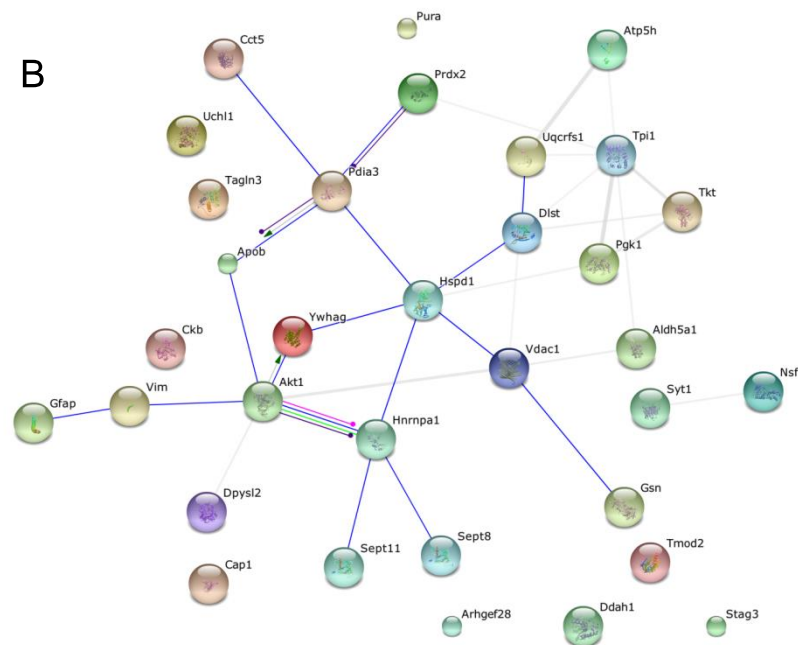 B
Pura
Cct5
Atp5h
Prdx2
Uchl1
Uqcrfs1
Tpi1
Pdia3
Tagln3
Tkt
Dlst
Apob
Pgk1
Hspd1
Ywhag
Ckb
Vdac1
Aldh5a1
Akt1
Vim
Syt1
Nsf
Gfap
Hnrnpa1
Dpysl2
Gsn
Sept11
Sept8
Tmod2
Cap1
Arhgef28
Ddah1
Stag3